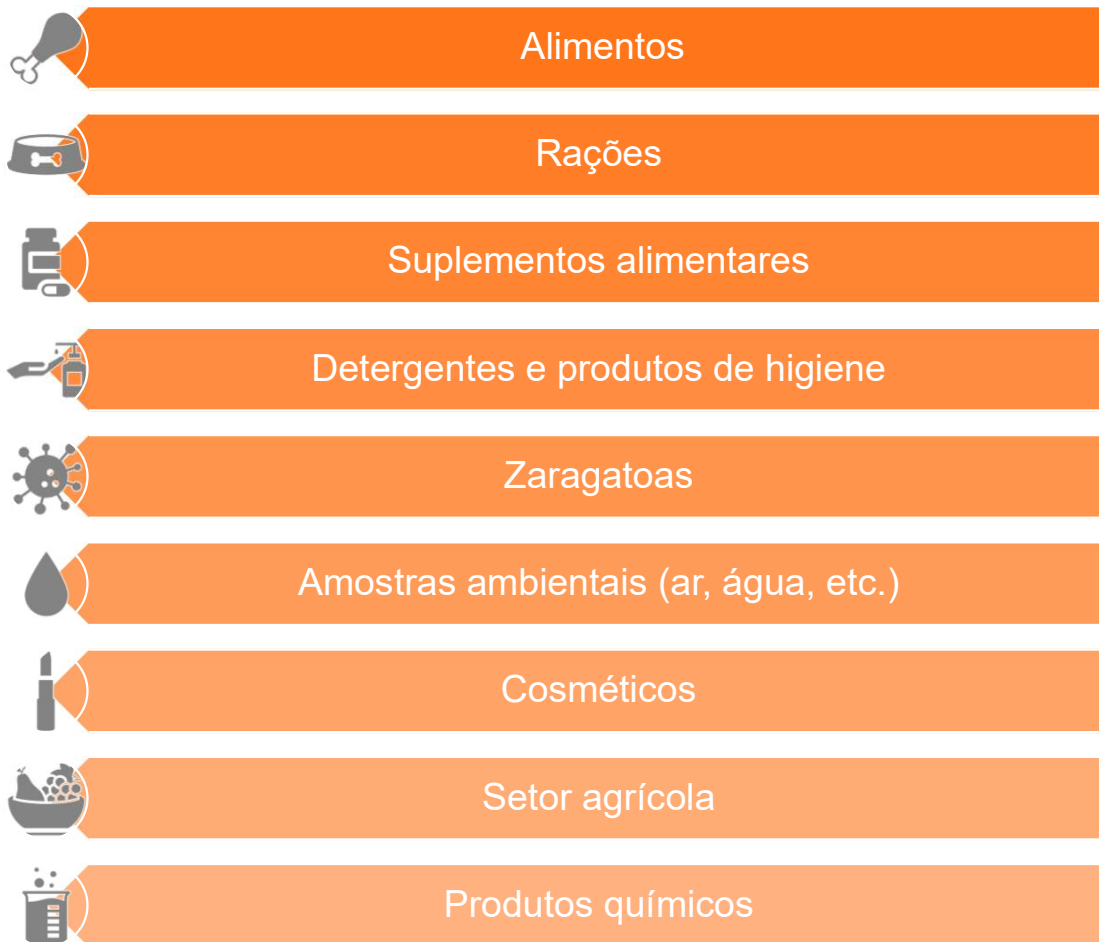 Alimentos
Rações
Suplementos alimentares
Detergentes e produtos de higiene
Zaragatoas
Amostras ambientais (ar, água, etc.)
Cosméticos
Setor agrícola
Produtos químicos